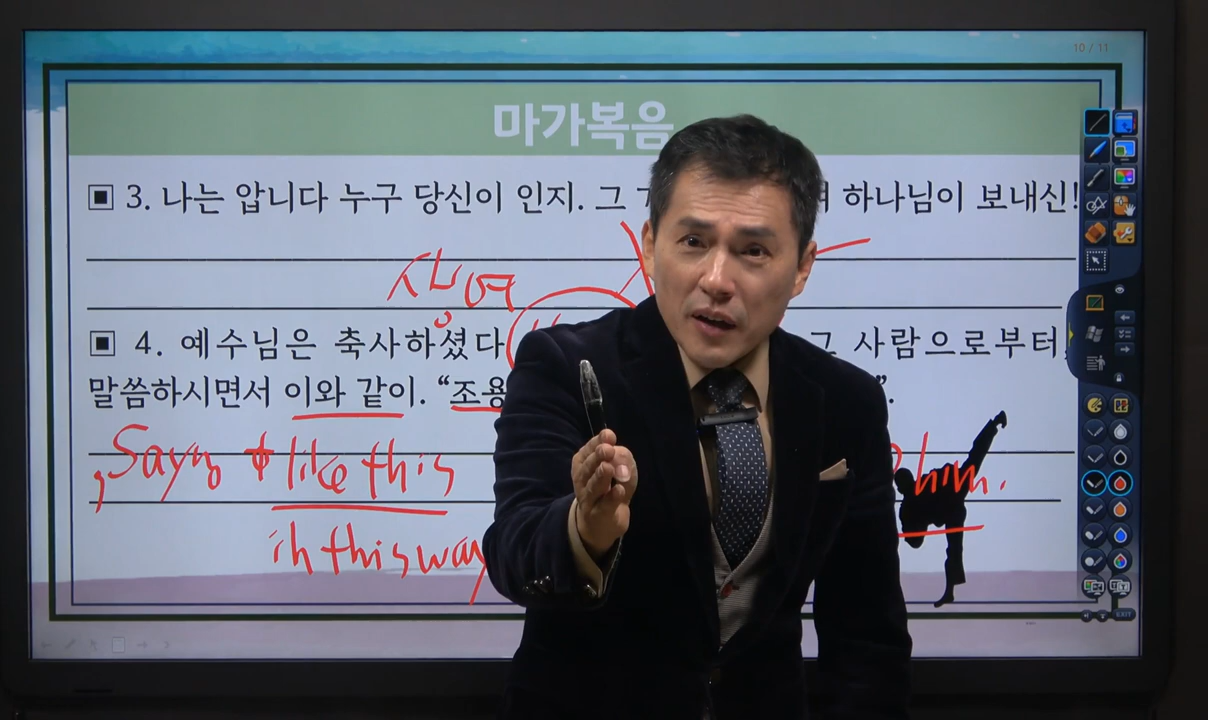 10 / 11
마가복음
▣ 3. 나는 압니다 누구 당신이 인지. 그 하나님이 보내신!
상여
▣ 4. 예수님은 축사하셨다 그 사람으로부터,
말씀하시면서 이와 같이. “조용 ”.
, Saying like this him.
in this way
EXIT